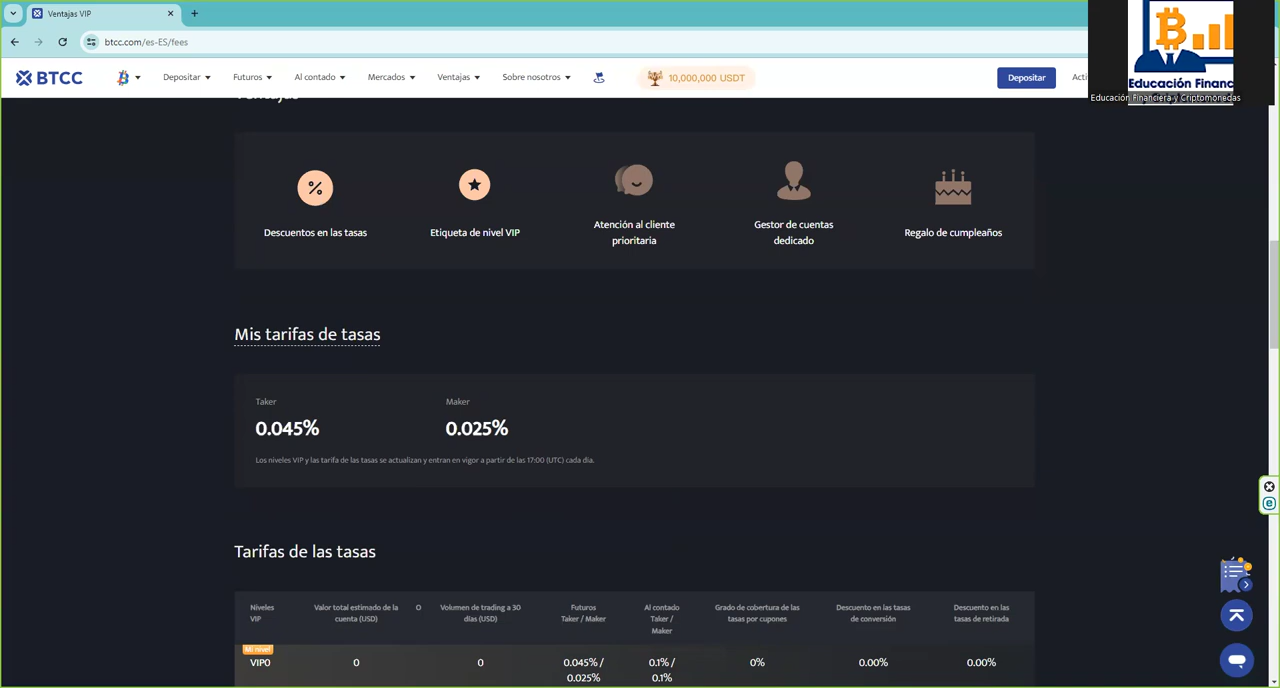 Ventajas VIP
btcc.com/es-ES/fees
BTCC
Depositar
Futuros
Al contado
Mercados
Ventajas
Sobre nosotros
10,000,000 USDT
Depositar
Educación Financ
Educación Financiera y Criptomonedas
Ventajas
Descuentos en las tasas
Etiqueta de nivel VIP
Atención al cliente
prioritaria
Gestor de cuentas
dedicado
Regalo de cumpleaños
Mis tarifas de tasas
Taker
Maker
0.045%
0.025%
Los niveles VIP y las tarifa de las tasas se actualizan y entran en vigor a partir de las 17:00 (UTC) cada día.
Tarifas de las tasas
Niveles
VIP
Valor total estimado de la
cuenta (USD)
O
Volumen de trading a 30
días (USD)
Futuros
Taker / Maker
Al contado
Taker /
Maker
Grado de cobertura de las
tasas por cupones
Descuento en las tasas
de conversión
Descuento en las
tasas de retirada
Mi nivel
VIP0
0
0
0.045% /
0.025%
0.1% /
0.1%
0%
0.00%
0.00%